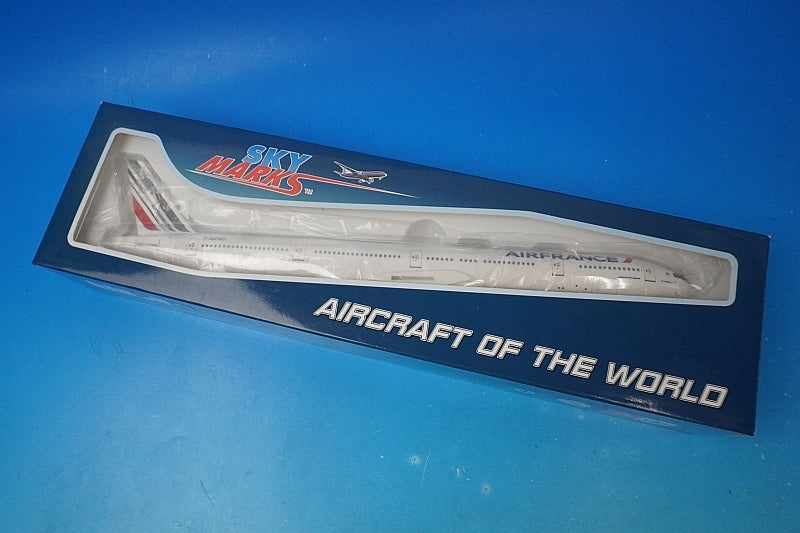 SKY
MARKS
AIRFRANCE
AIRCRAFT OF THE WORLD